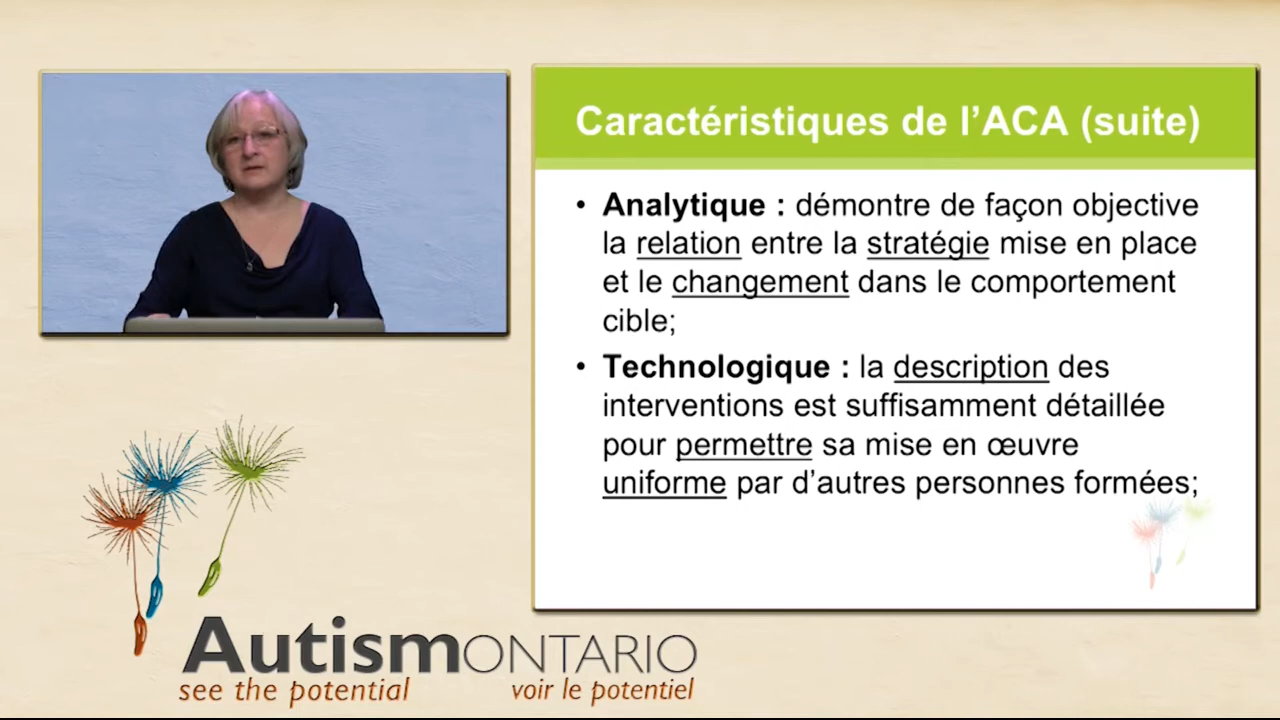 Caractéristiques de l'ACA (suite)
• Analytique : démontre de façon objective
la relation entre la stratégie mise en place
et le changement dans le comportement
cible;
• Technologique : la description des
interventions est suffisamment détaillée
pour permettre sa mise en œuvre
uniforme par d'autres personnes formées;
AutismONTARIO
see the potential voir le potentiel